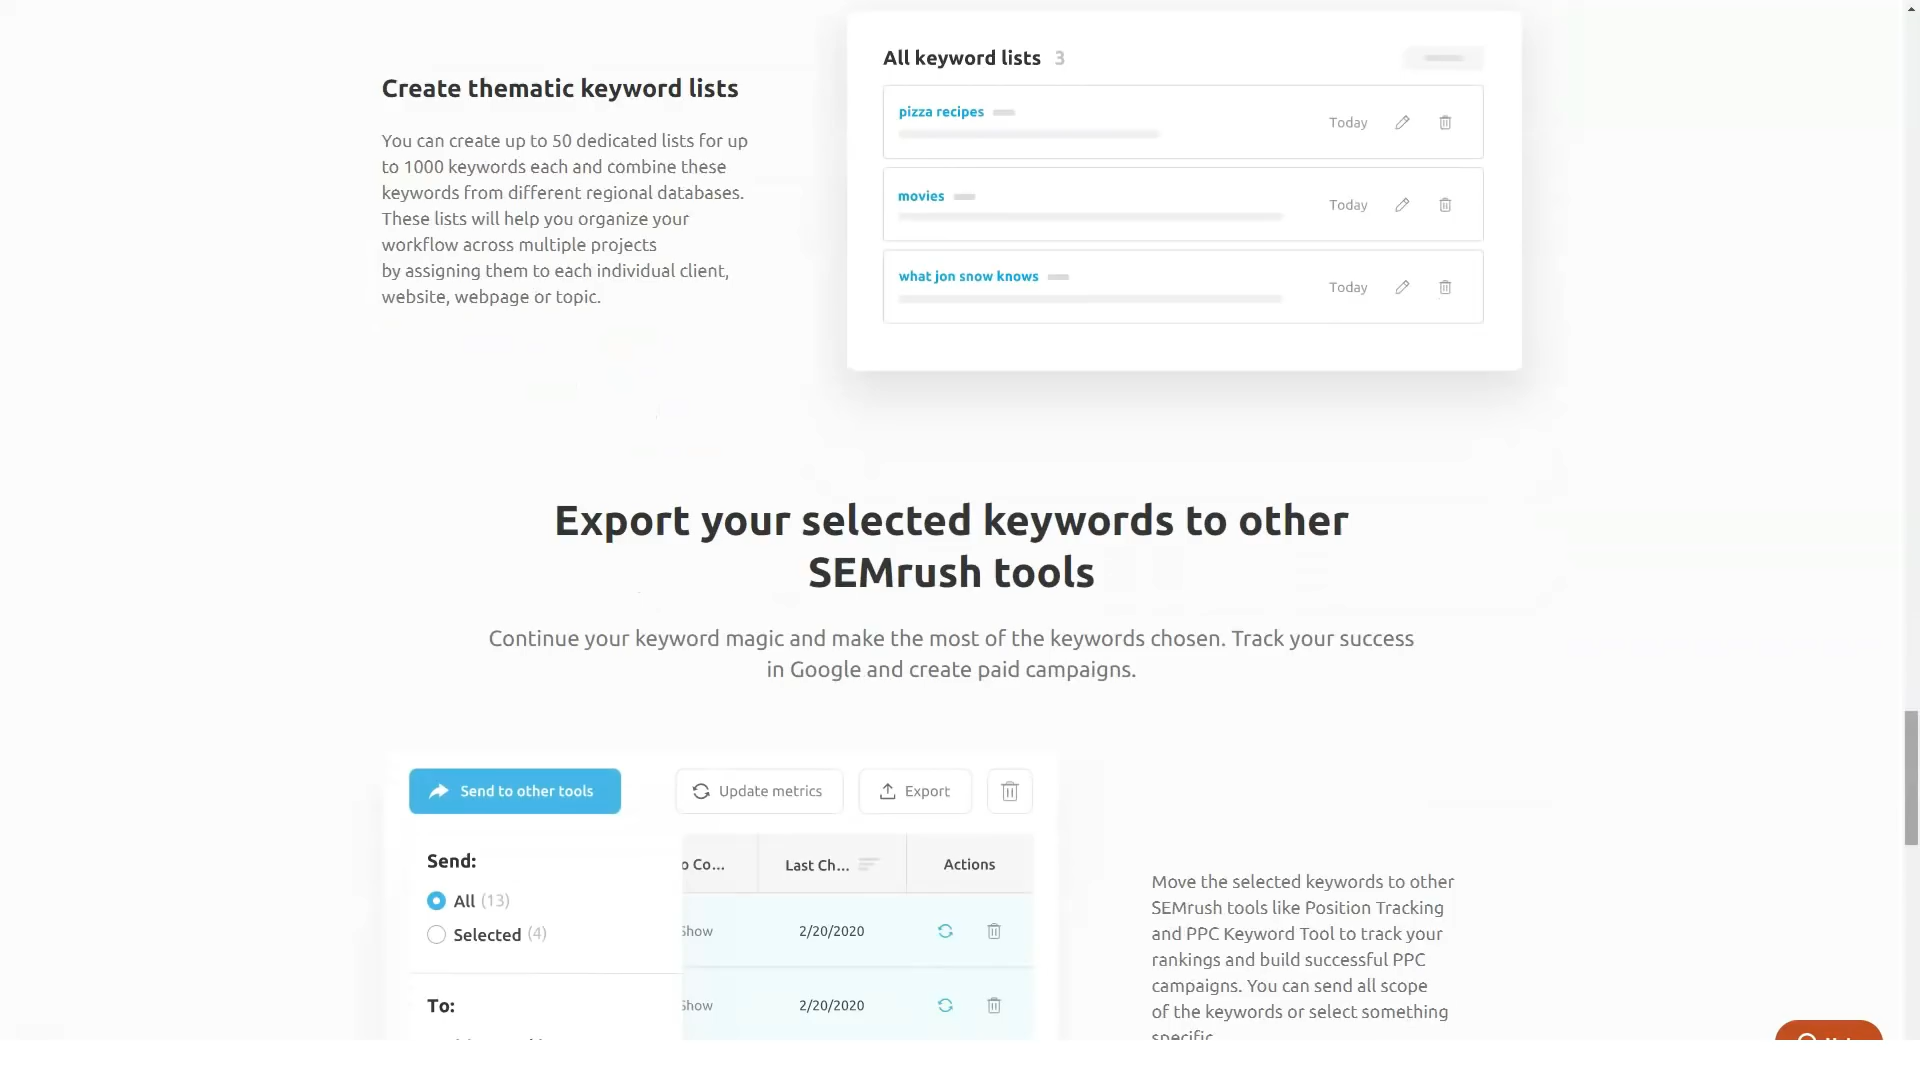 Create thematic keyword lists
You can create up to 50 dedicated lists for up
to 1000 keywords each and combine these
keywords from different regional databases.
These lists will help you organize your
workflow across multiple projects
by assigning them to each individual client,
website, webpage or topic.
All keyword lists 3
pizza recipes
Today
movies
Today
what jon snow knows
Today
Export your selected keywords to other
SEMrush tools
Continue your keyword magic and make the most of the keywords chosen. Track your success
in Google and create paid campaigns.
Send to other tools
Update metrics
Export
Send:
All (13)
Selected (4)
To:
o Co... Last Ch... Actions
Show 2/20/2020
Show 2/20/2020
Move the selected keywords to other
SEMrush tools like Position Tracking
and PPC Keyword Tool to track your
rankings and build successful PPC
campaigns. You can send all scope
of the keywords or select something
specific